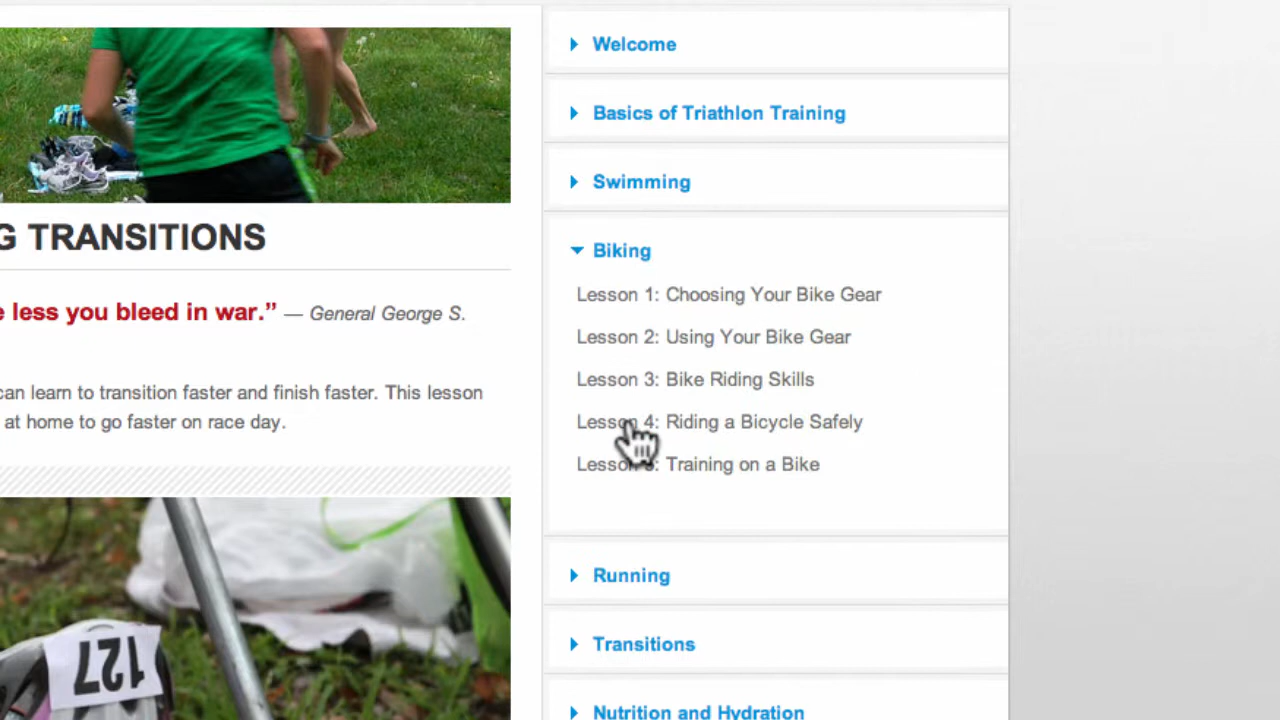 G TRANSITIONS
e less you bleed in war.” — General George S.
can learn to transition faster and finish faster. This lesson
at home to go faster on race day.
127
Welcome
Basics of Triathlon Training
Swimming
Biking
Lesson 1: Choosing Your Bike Gear
Lesson 2: Using Your Bike Gear
Lesson 3: Bike Riding Skills
Lesson 4: Riding a Bicycle Safely
Lesson : Training on a Bike
Running
Transitions
Nutrition and Hydration